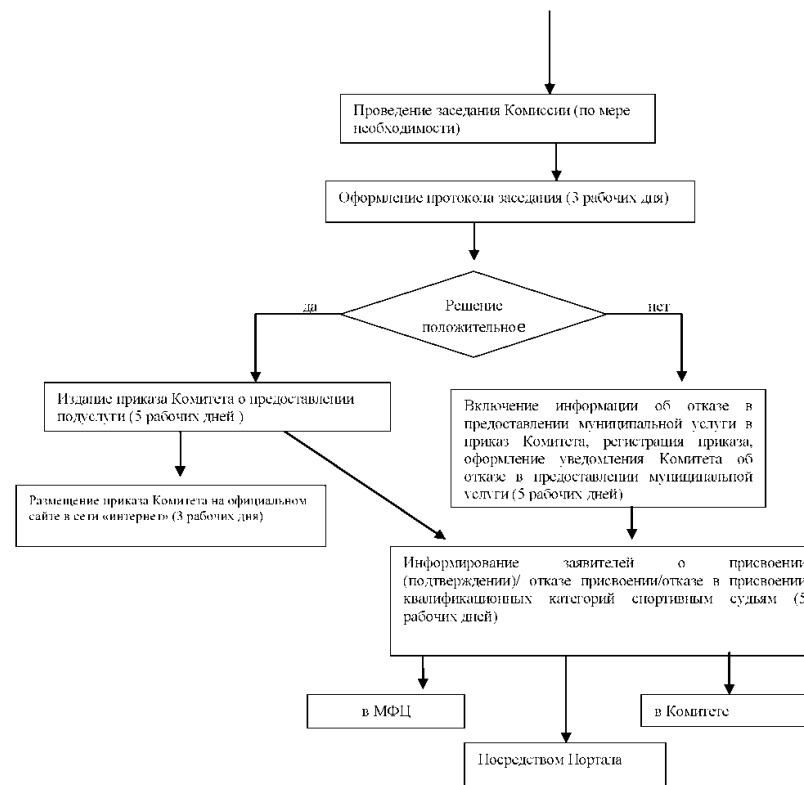 Проведение заседания Комиссии (по мере
необходимости)
Оформление протокола заседания (3 рабочих дня)
да
Решение
положительное
нет
Издание приказа Комитета о предоставлении
подуслуги (5 рабочих дней )
Включение информации об отказе в
предоставлении муниципальной услуги в
приказ Комитета, регистрация приказа,
оформление уведомления Комитета об
отказе в предоставлении муниципальной
услуги (5 рабочих дней)
Размещение приказа Комитета на официальном
сайте в сети «интернет» (3 рабочих дня)
Информирование заявителей о присвоении
(подтверждении)/ отказе присвоении/отказе в присвоении
квалификационных категорий спортивным судьям (5
рабочих дней)
в МФЦ
в Комитете
Посредством Портала